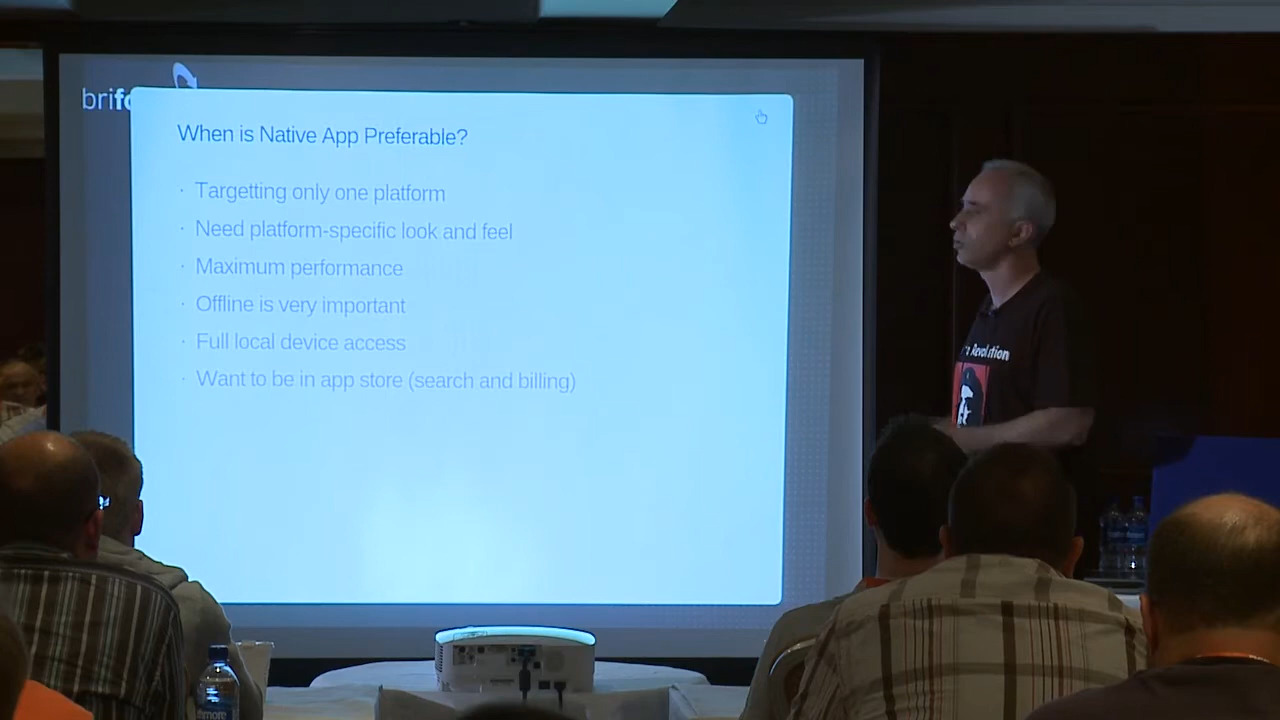 brifo
When is Native App Preferable?
· Targetting only one platform
· Need platform-specific look and feel
· Maximum performance
· Offline is very important
· Full local device access
· Want to be in app store (search and billing)